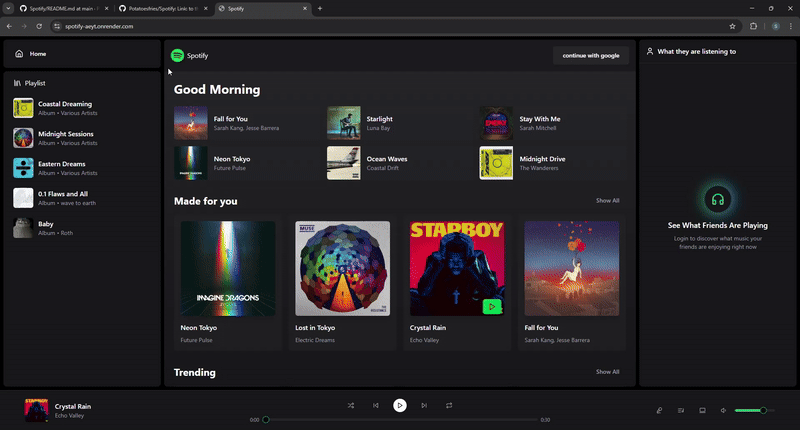 Spotify/README.md at main · P
Potatoesfries/Spotify: Link: to th
Spotify
spotify-aeyt.onrender.com
S
Home
Playlist
Coastal Dreaming
Album • Various Artists
Midnight Sessions
Album • Various Artists
Eastern Dreams
Album • Various Artists
0.1 Flaws and All
Album • wave to earth
Baby
Album • Roth
Spotify
continue with google
Good Morning
Fall for You
Sarah Kang, Jesse Barrera
Starlight
Luna Bay
Stay With Me
Sarah Mitchell
Neon Tokyo
Future Pulse
Ocean Waves
Coastal Drift
Midnight Drive
The Wanderers
Made for you
Show All
IMAGINE DRAGONS
MUSE
STARBOY
Neon Tokyo
Future Pulse
Lost in Tokyo
Electric Dreams
Crystal Rain
Echo Valley
Fall for You
Sarah Kang, Jesse Barrera
Trending
Show All
What they are listening to
See What Friends Are Playing
Login to discover what music your
friends are enjoying right now
STARBOY
Crystal Rain
Echo Valley
0:00
0:30